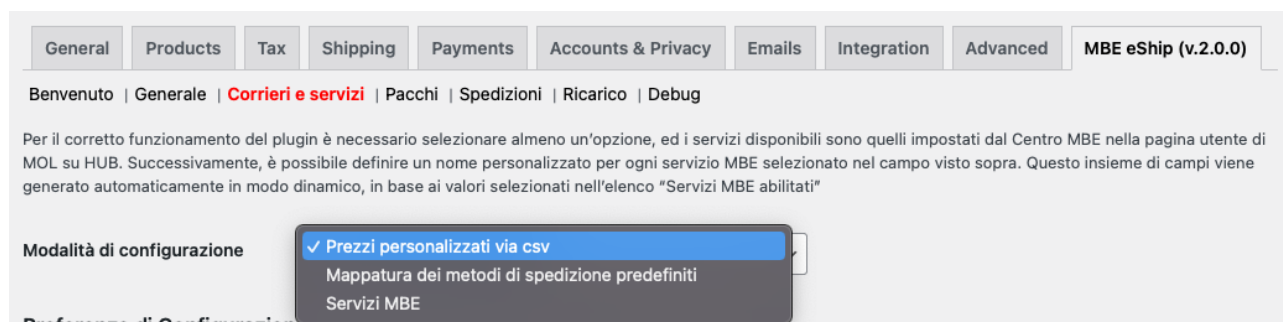 General Products Tax Shipping Payments Accounts & Privacy Emails Integration Advanced MBE eShip (v.2.0.0)
Benvenuto | Generale | Corrieri e servizi | Pacchi | Spedizioni | Ricarico | Debug
Per il corretto funzionamento del plugin è necessario selezionare almeno un'opzione, ed i servizi disponibili sono quelli impostati dal Centro MBE nella pagina utente di
MOL su HUB. Successivamente, è possibile definire un nome personalizzato per ogni servizio MBE selezionato nel campo visto sopra. Questo insieme di campi viene
generato automaticamente in modo dinamico, in base ai valori selezionati nell'elenco “Servizi MBE abilitati”
Modalità di configurazione ✓ Prezzi personalizzati via csv
Mappatura dei metodi di spedizione predefiniti
Servizi MBE